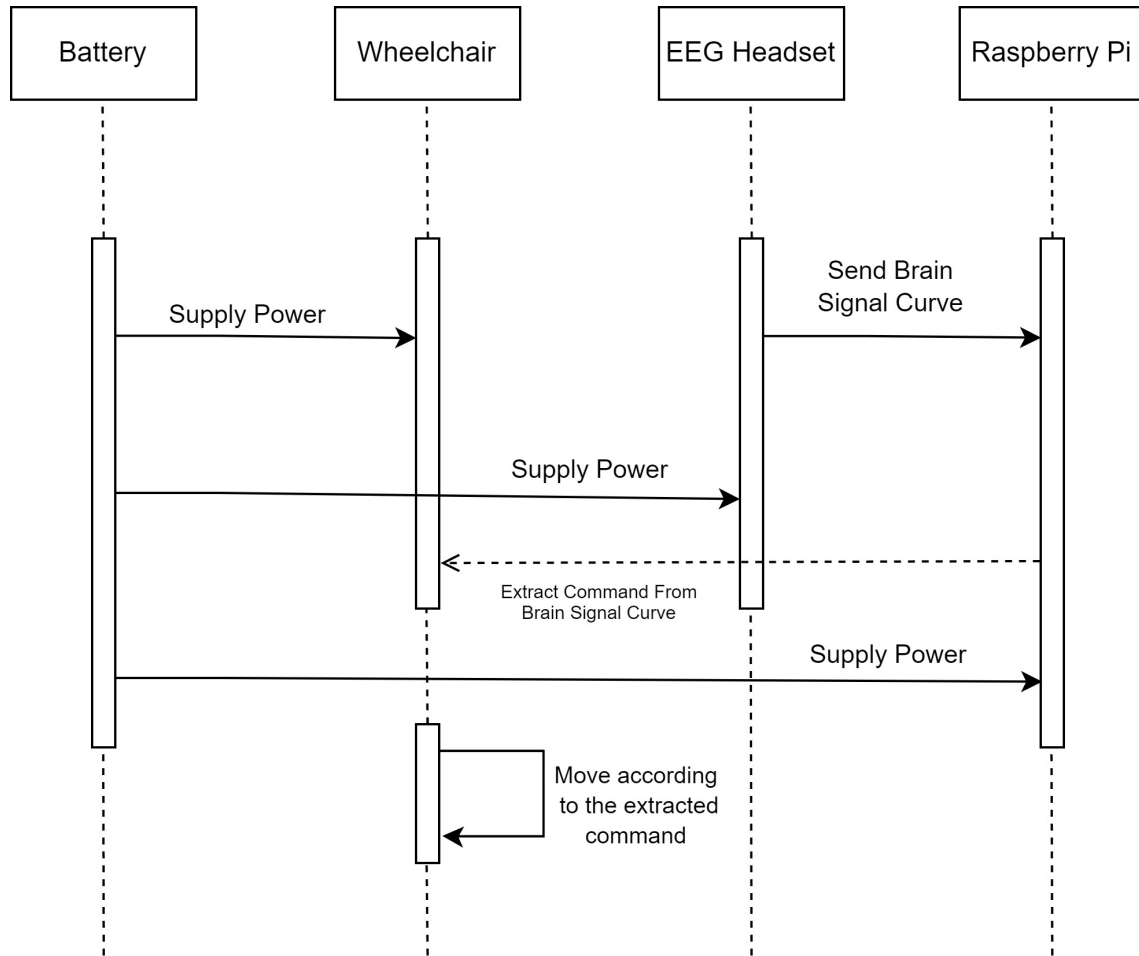 Battery
Wheelchair
EEG Headset
Raspberry Pi
Send Brain
Signal Curve
Supply Power
Supply Power
Extract Command From
Brain Signal Curve
Supply Power
Move according
to the extracted
command